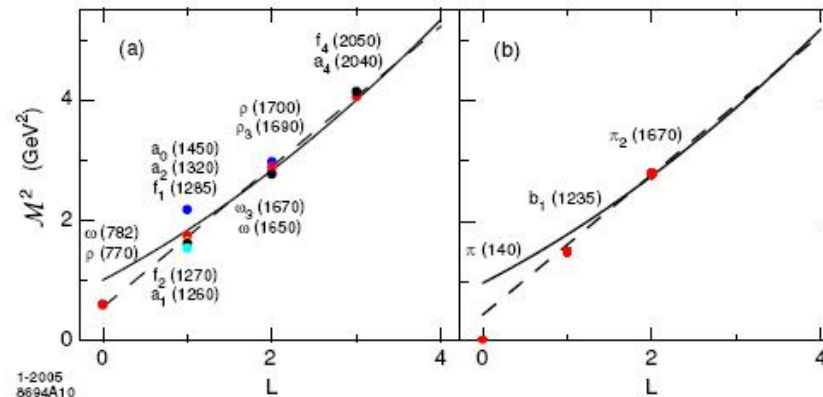 (a)
f₄ (2050)
a₄ (2040)
ρ (1700)
ρ₃ (1690)
a₀ (1450)
a₂ (1320)
f₁ (1285)
ω (782)
ρ (770)
ω₃ (1670)
ω (1650)
f₂ (1270)
a₁ (1260)
ℳ² (GeV²)
4
2
0
0 2 4
L
(b)
π₂ (1670)
b₁ (1235)
π (140)
0 2 4
L
1-2005
8694A10